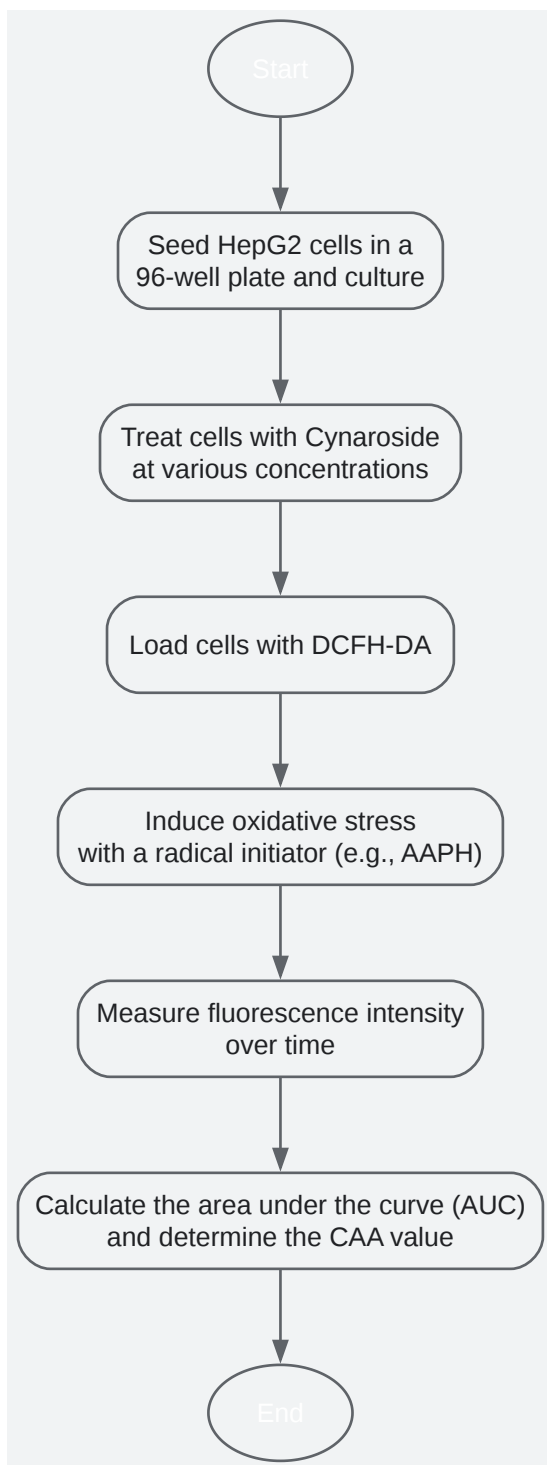 Start
Seed HepG2 cells in a
96-well plate and culture
Treat cells with Cynaroside
at various concentrations
Load cells with DCFH-DA
Induce oxidative stress
with a radical initiator (e.g., AAPH)
Measure fluorescence intensity
over time
Calculate the area under the curve (AUC)
and determine the CAA value
End